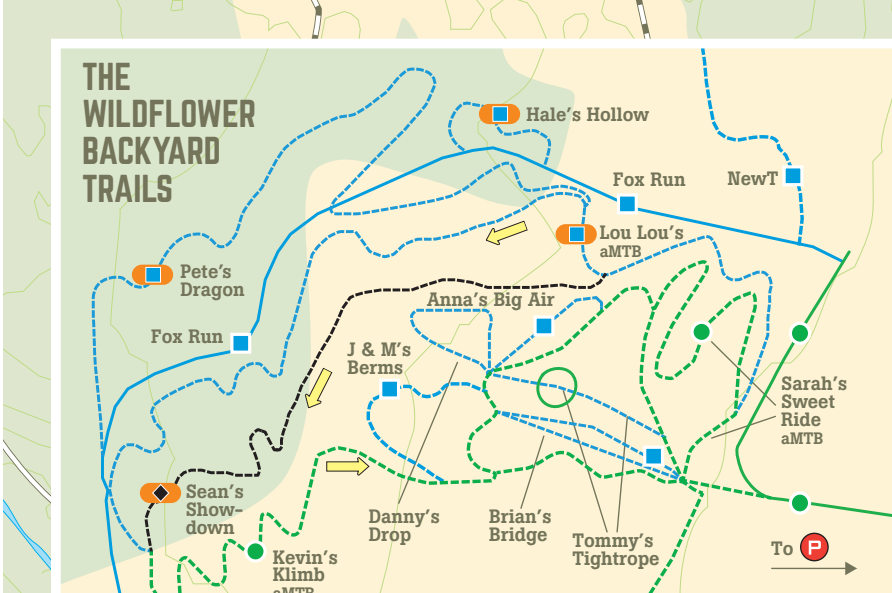 THE
WILDFLOWER
BACKYARD
TRAILS
Hale's Hollow
Fox Run
NewT
Lou Lou's
aMTB
Pete's
Dragon
Anna's Big Air
Fox Run
J & M's
Berms
Sarah's
Sweet
Ride
aMTB
Sean's
Show-
down
Danny's
Drop
Brian's
Bridge
Tommy's
Tightrope
Kevin's
Klimb
aMTB
To P